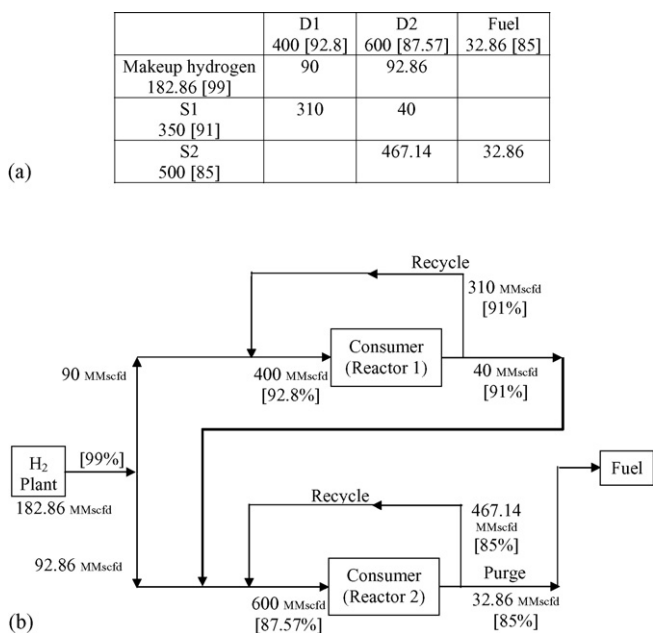 D1 D2 Fuel
400 [92.8] 600 [87.57] 32.86 [85]
Makeup hydrogen 90 92.86
182.86 [99]
S1 310 40
350 [91]
S2 467.14 32.86
500 [85]
(a)
Recycle
310 MMscfd
[91%]
Consumer
(Reactor 1)
90 MMscfd
400 MMscfd
[92.8%]
40 MMscfd
[91%]
[99%]
H2
Plant
182.86 MMscfd
Fuel
Recycle
467.14
MMscfd
[85%]
92.86 MMscfd
Consumer
(Reactor 2)
Purge
600 MMscfd
[87.57%]
32.86 MMscfd
[85%]
(b)